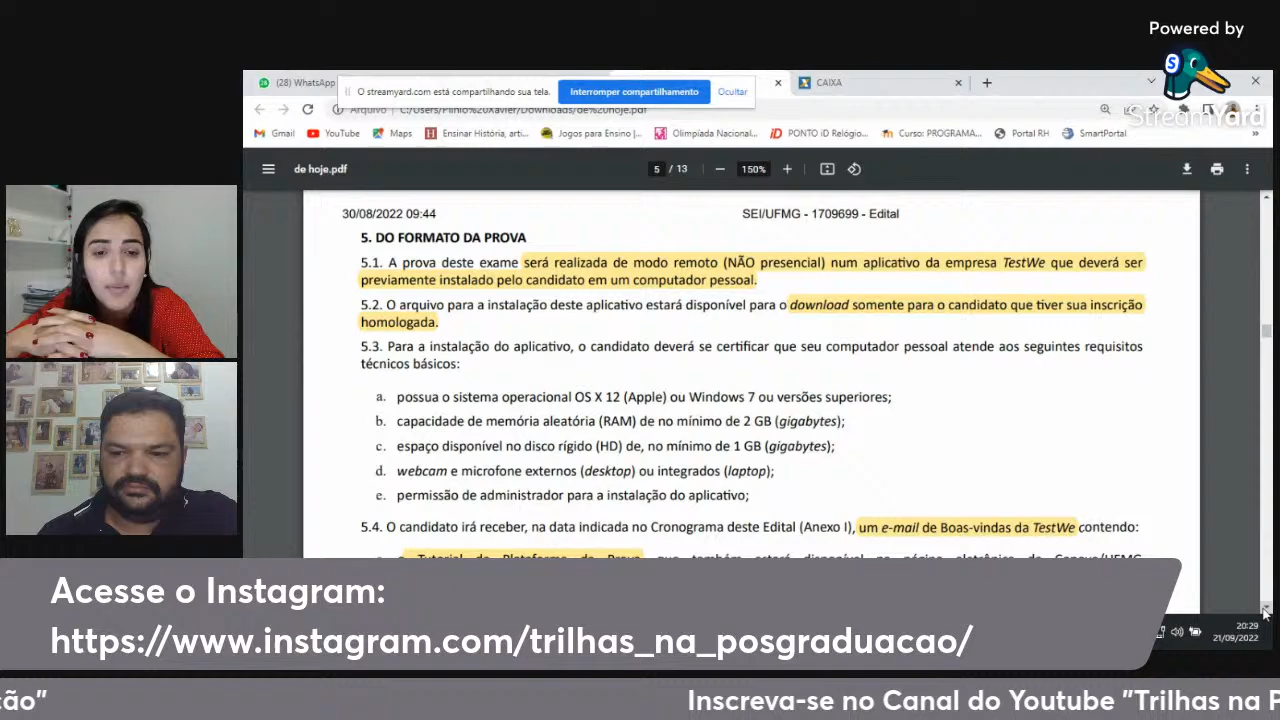 Powered by
StreamYard
(28) WhatsApp
O streamyard.com está compartilhando sua tela.
Interromper compartilhamento
Ocultar
CAIXA
Arquivo
C:/Users/Plinio%20Xavier/Downloads/de%20hoje.pdf
Gmail
YouTube
Maps
Ensinar História, arti...
Jogos para Ensino |...
Olimpíada Nacional...
PONTO iD Relógio...
Curso: PROGRAMA...
Portal RH
SmartPortal
de hoje.pdf
5 / 13
150%
30/08/2022 09:44
SEI/UFMG - 1709699 - Edital
5. DO FORMATO DA PROVA
5.1. A prova deste exame será realizada de modo remoto (NÃO presencial) num aplicativo da empresa TestWe que deverá ser
previamente instalado pelo candidato em um computador pessoal.
5.2. O arquivo para a instalação deste aplicativo estará disponível para o download somente para o candidato que tiver sua inscrição
homologada.
5.3. Para a instalação do aplicativo, o candidato deverá se certificar que seu computador pessoal atende aos seguintes requisitos
técnicos básicos:
a. possua o sistema operacional OS X 12 (Apple) ou Windows 7 ou versões superiores;
b. capacidade de memória aleatória (RAM) de no mínimo de 2 GB (gigabytes);
c. espaço disponível no disco rígido (HD) de, no mínimo de 1 GB (gigabytes);
d. webcam e microfone externos (desktop) ou integrados (laptop);
e. permissão de administrador para a instalação do aplicativo;
5.4. O candidato irá receber, na data indicada no Cronograma deste Edital (Anexo I), um e-mail de Boas-vindas da TestWe contendo:
20:29
21/09/2022
Acesse o Instagram:
https://www.instagram.com/trilhas_na_posgraduacao/
ção"
Inscreva-se no Canal do Youtube "Trilhas na P